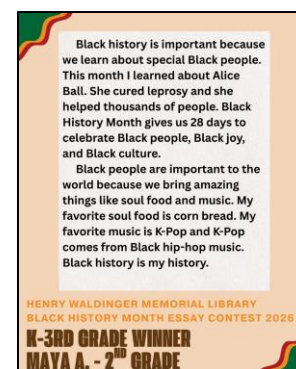 Black history is important because
we learn about special Black people.
This month I learned about Alice
Ball. She cured leprosy and she
helped thousands of people. Black
History Month gives us 28 days to
celebrate Black people, Black joy,
and Black culture.
Black people are important to the
world because we bring amazing
things like soul food and music. My
favorite soul food is corn bread. My
favorite music is K-Pop and K-Pop
comes from Black hip-hop music.
Black history is my history.
HENRY WALDINGER MEMORIAL LIBRARY
BLACK HISTORY MONTH ESSAY CONTEST 2026
K-3RD GRADE WINNER
MAYA A. - 2ND GRADE